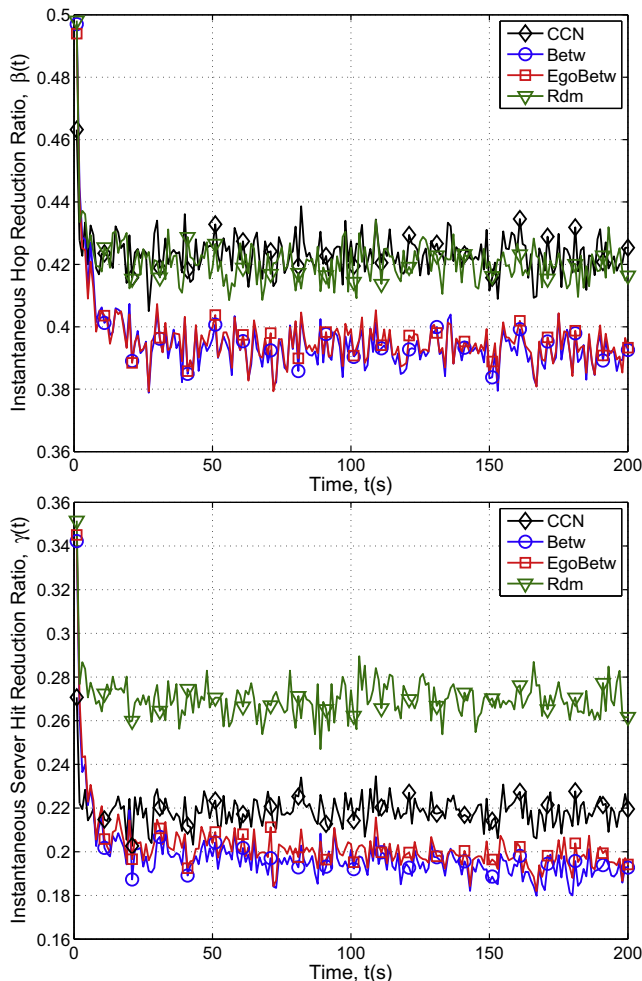 0.5
0.48
0.46
0.44
0.42
0.4
0.38
0.36
Instantaneous Hop Reduction Ratio, β(t)
CCN
Betw
EgoBetw
Rdm
0
50
100
150
200
Time, t(s)
0.36
0.34
0.32
0.3
0.28
0.26
0.24
0.22
0.2
0.18
0.16
Instantaneous Server Hit Reduction Ratio, γ(t)
CCN
Betw
EgoBetw
Rdm
0
50
100
150
200
Time, t(s)